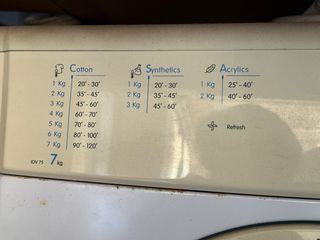 Cotton
1 Kg 20' - 30'
2 Kg 35' - 45'
3 Kg 45' - 60'
4 Kg 60' - 70'
5 Kg 70' - 80'
6 Kg 80' - 100'
7 Kg 90' - 120'
Synthetics
1 Kg 20' - 30'
2 Kg 35' - 45'
3 Kg 45' - 60'
Acrylics
1 Kg 25' - 40'
2 Kg 40' - 60'
Refresh
IDV 75 7 kg